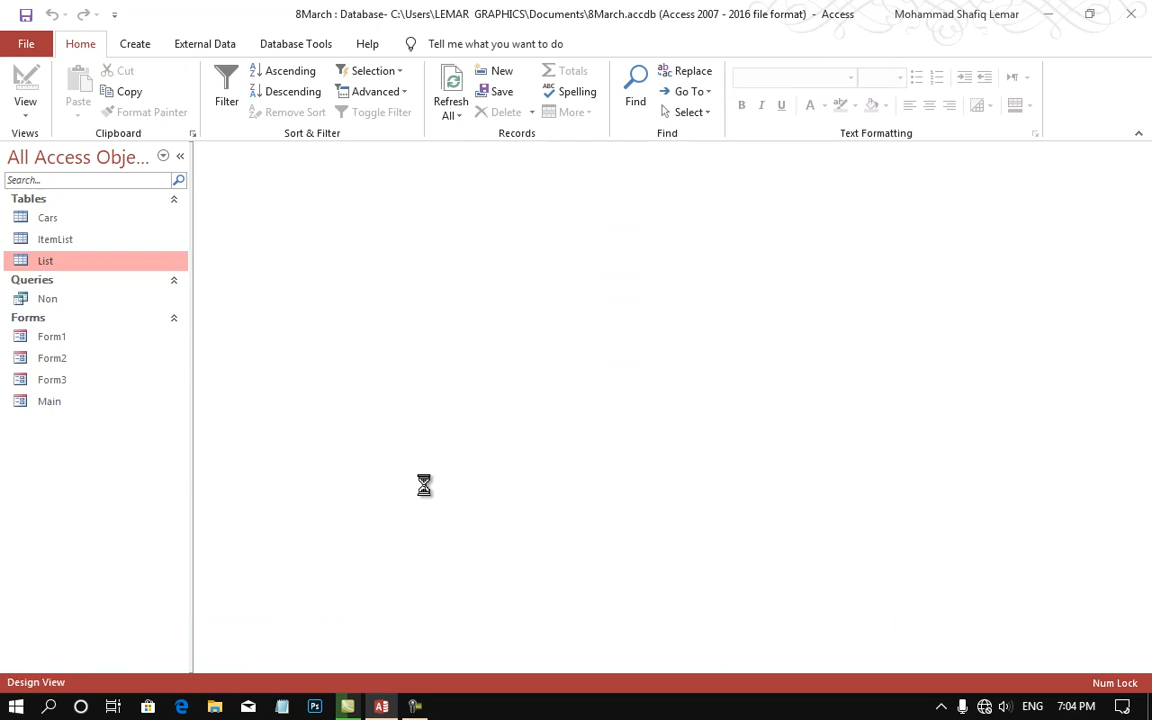 8March : Database- C:\Users\LEMAR  GRAPHICS\Documents\8March.accdb (Access 2007 - 2016 file format)  -  Access
Mohammad Shafiq Lemar
File
Home
Create
External Data
Database Tools
Help
Tell me what you want to do
View
Paste
Cut
Copy
Format Painter
Filter
Ascending
Descending
Remove Sort
Selection
Advanced
Toggle Filter
Refresh
All
New
Save
Delete
Totals
Spelling
More
Find
Replace
Go To
Select
B I U A
Views
Clipboard
Sort & Filter
Records
Find
Text Formatting
All Access Obje...
Search...
Tables
Cars
ItemList
List
Queries
Non
Forms
Form1
Form2
Form3
Main
Design View
Num Lock
Ps
ENG
7:04 PM